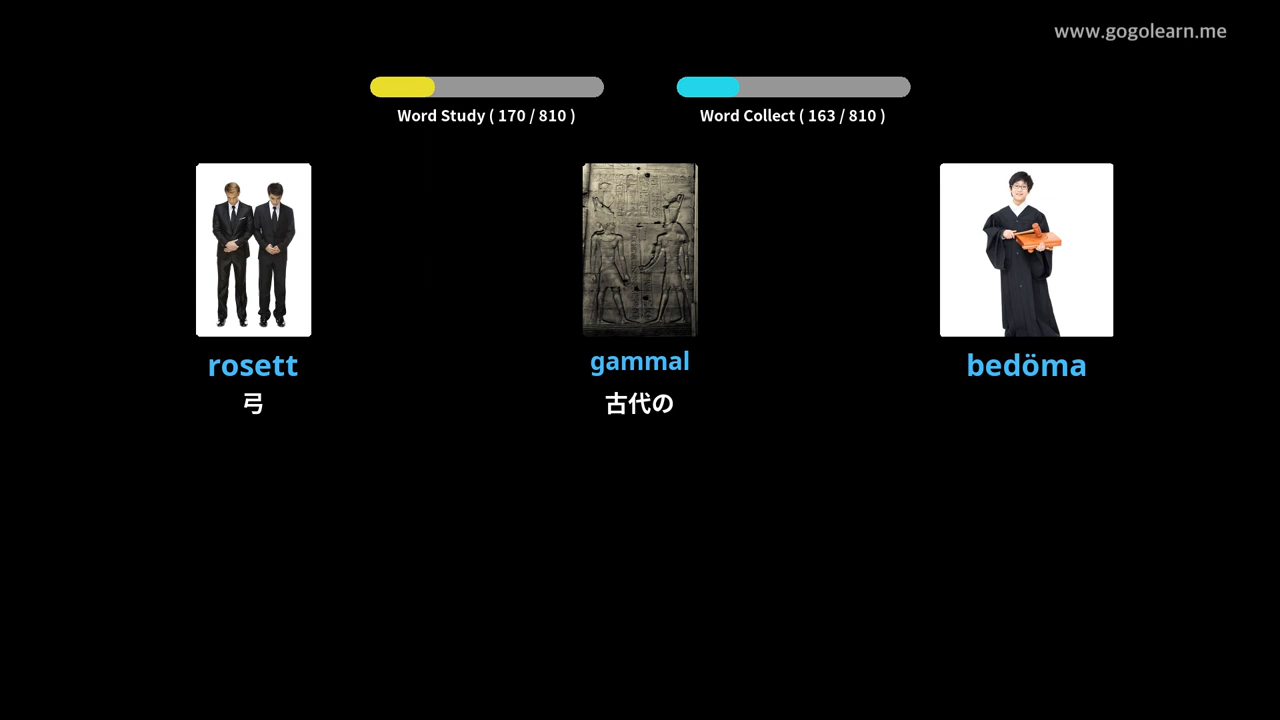 www.gogolearn.me
Word Study ( 170 / 810 )
Word Collect ( 163 / 810 )
rosett
弓
gammal
古代の
bedöma